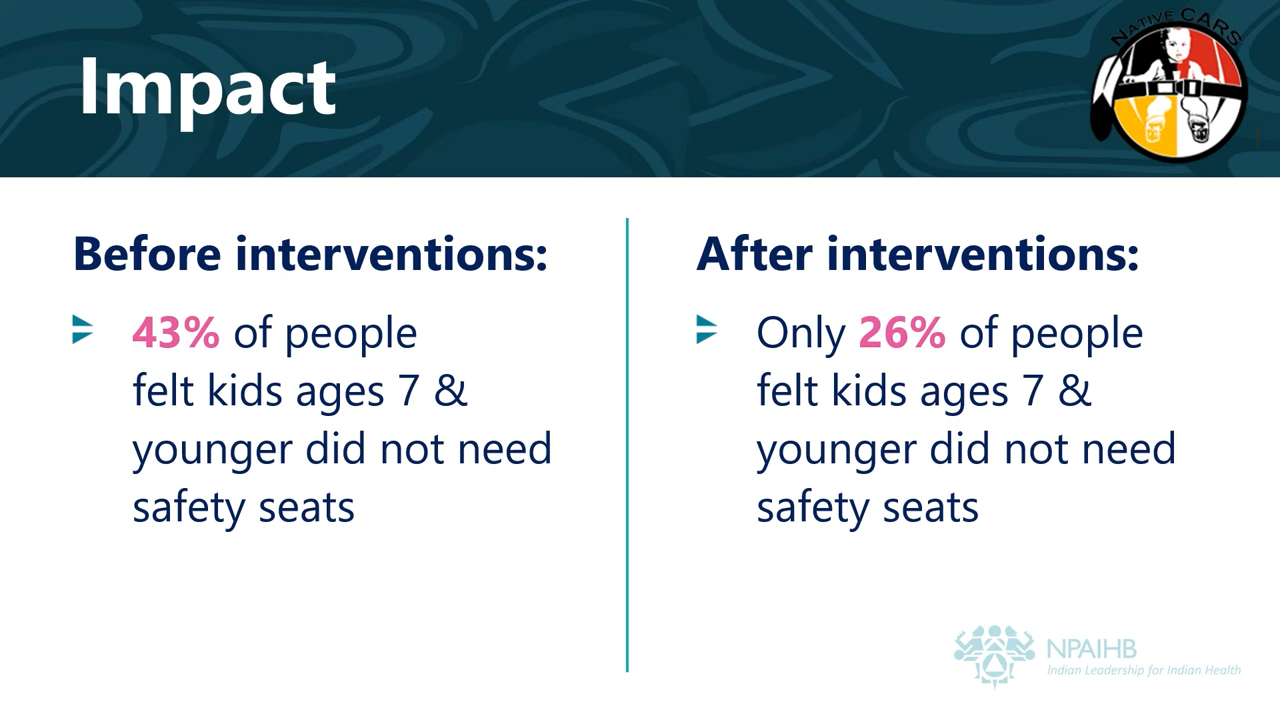 NATIVE CARS
Impact
Before interventions:
43% of people
felt kids ages 7 &
younger did not need
safety seats
After interventions:
Only 26% of people
felt kids ages 7 &
younger did not need
safety seats
NPAIHB
Indian Leadership for Indian Health